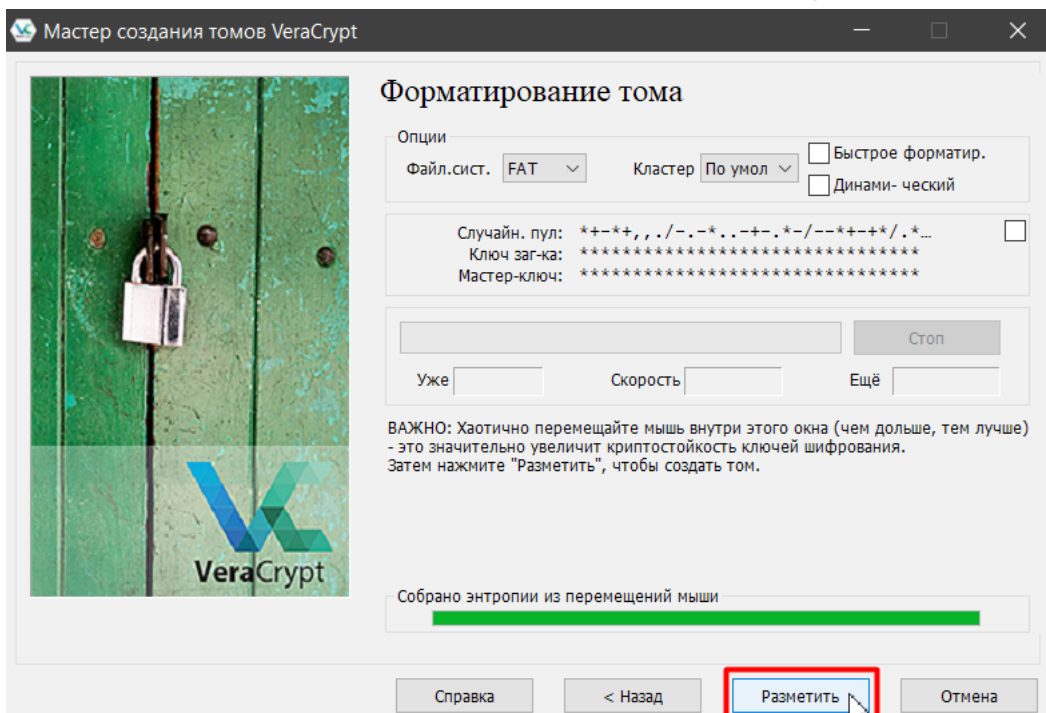 Мастер создания томов VeraCrypt
Форматирование тома
Опции
Файл.сист. FAT Кластер По умол Быстрое форматир.
Динами- ческий
Случайн. пул: *+-*+,,./-.-*..-+-.*-/--*+-+*/.*…
Ключ заг-ка: ********************************
Мастер-ключ: ********************************
Стоп
Уже Скорость Ещё
ВАЖНО: Хаотично перемещайте мышь внутри этого окна (чем дольше, тем лучше)
- это значительно увеличит криптостойкость ключей шифрования.
Затем нажмите "Разметить", чтобы создать том.
VeraCrypt
Собрано энтропии из перемещений мыши
Справка < Назад Разметить Отмена